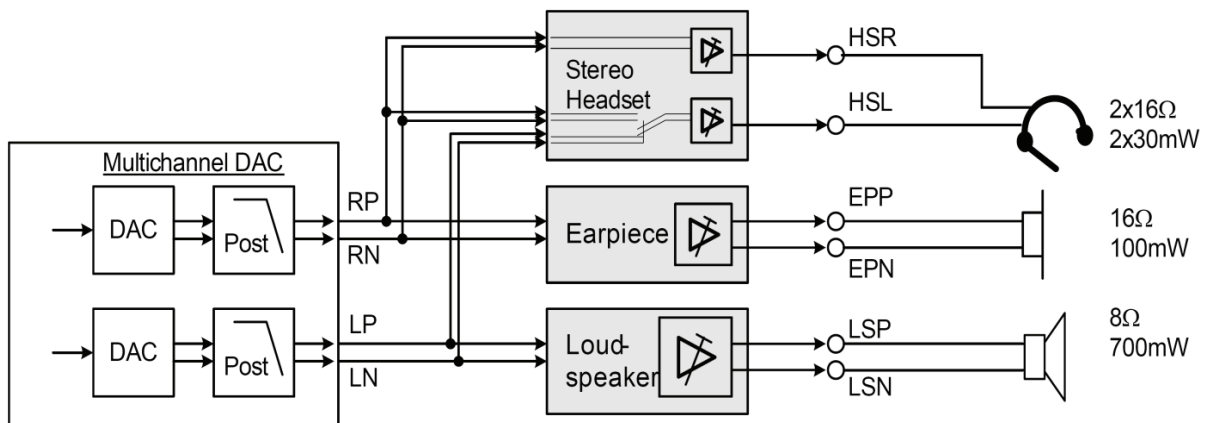 HSR
Stereo
Headset
HSL
2x16Ω
2x30mW
Multichannel DAC
DAC
Post
RP
RN
Earpiece
EPP
EPN
16Ω
100mW
DAC
Post
LP
LN
Loud-
speaker
LSP
LSN
8Ω
700mW